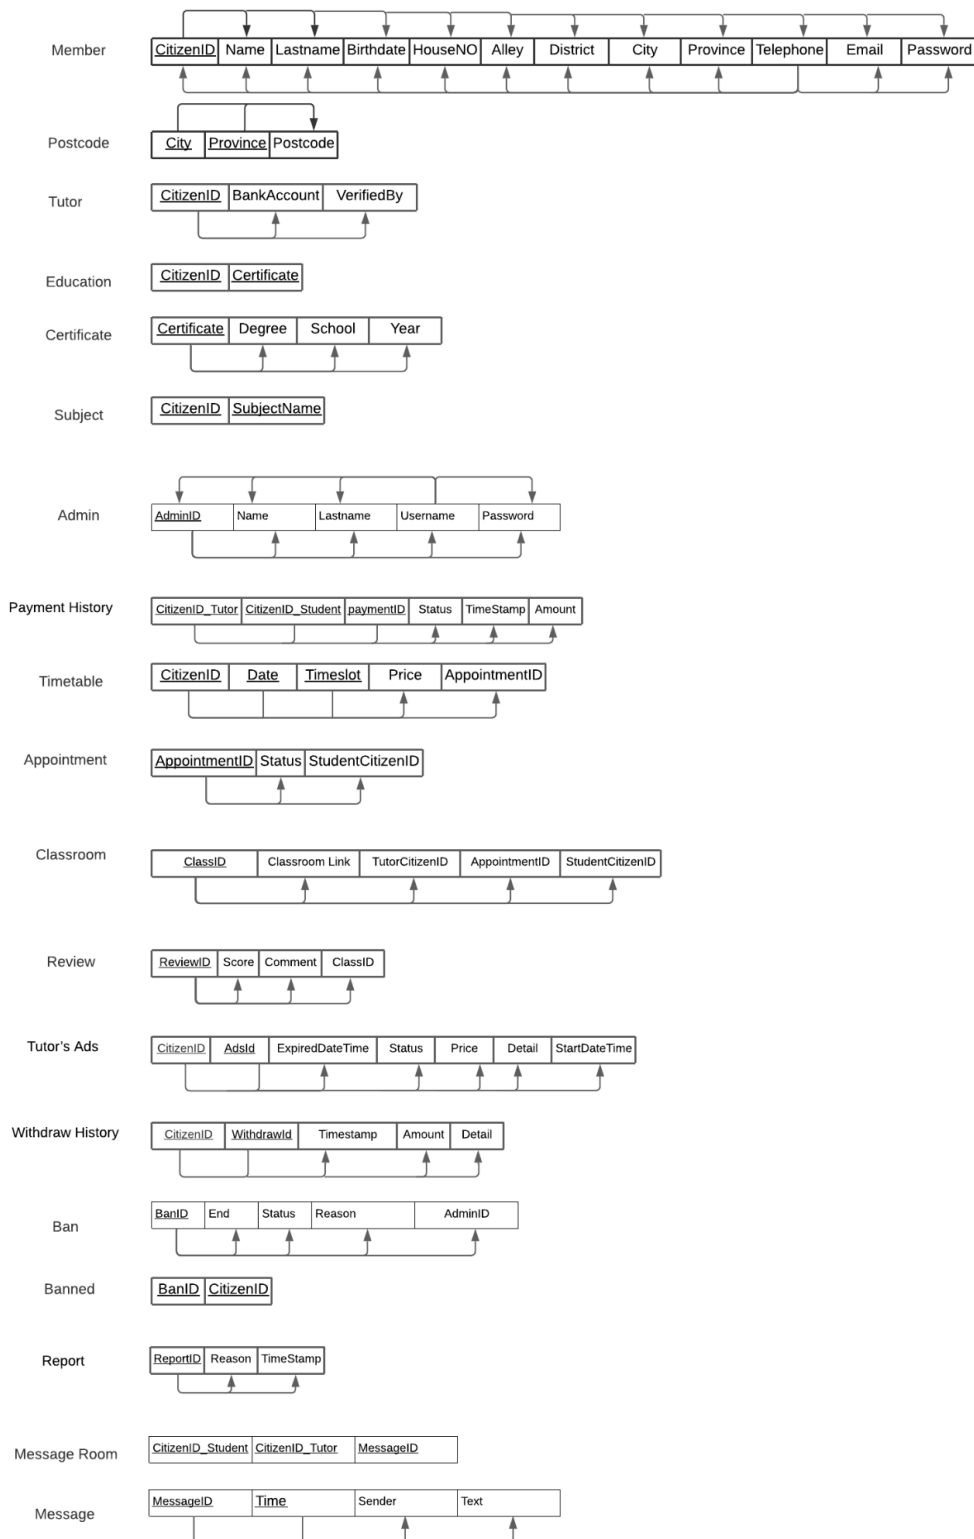 Member CitizenID Name Lastname Birthdate HouseNO Alley District City Province Telephone Email Password
Postcode City Province Postcode
Tutor CitizenID BankAccount VerifiedBy
Education CitizenID Certificate
Certificate Certificate Degree School Year
Subject CitizenID SubjectName
Admin AdminID Name Lastname Username Password
Payment History CitizenID_Tutor CitizenID_Student paymentID Status TimeStamp Amount
Timetable CitizenID Date Timeslot Price AppointmentID
Appointment AppointmentID Status StudentCitizenID
Classroom ClassID Classroom Link TutorCitizenID AppointmentID StudentCitizenID
Review ReviewID Score Comment ClassID
Tutor's Ads CitizenID AdsId ExpiredDateTime Status Price Detail StartDateTime
Withdraw History CitizenID WithdrawId Timestamp Amount Detail
Ban BanID End Status Reason AdminID
Banned BanID CitizenID
Report ReportID Reason TimeStamp
Message Room CitizenID_Student CitizenID_Tutor MessageID
Message MessageID Time Sender Text